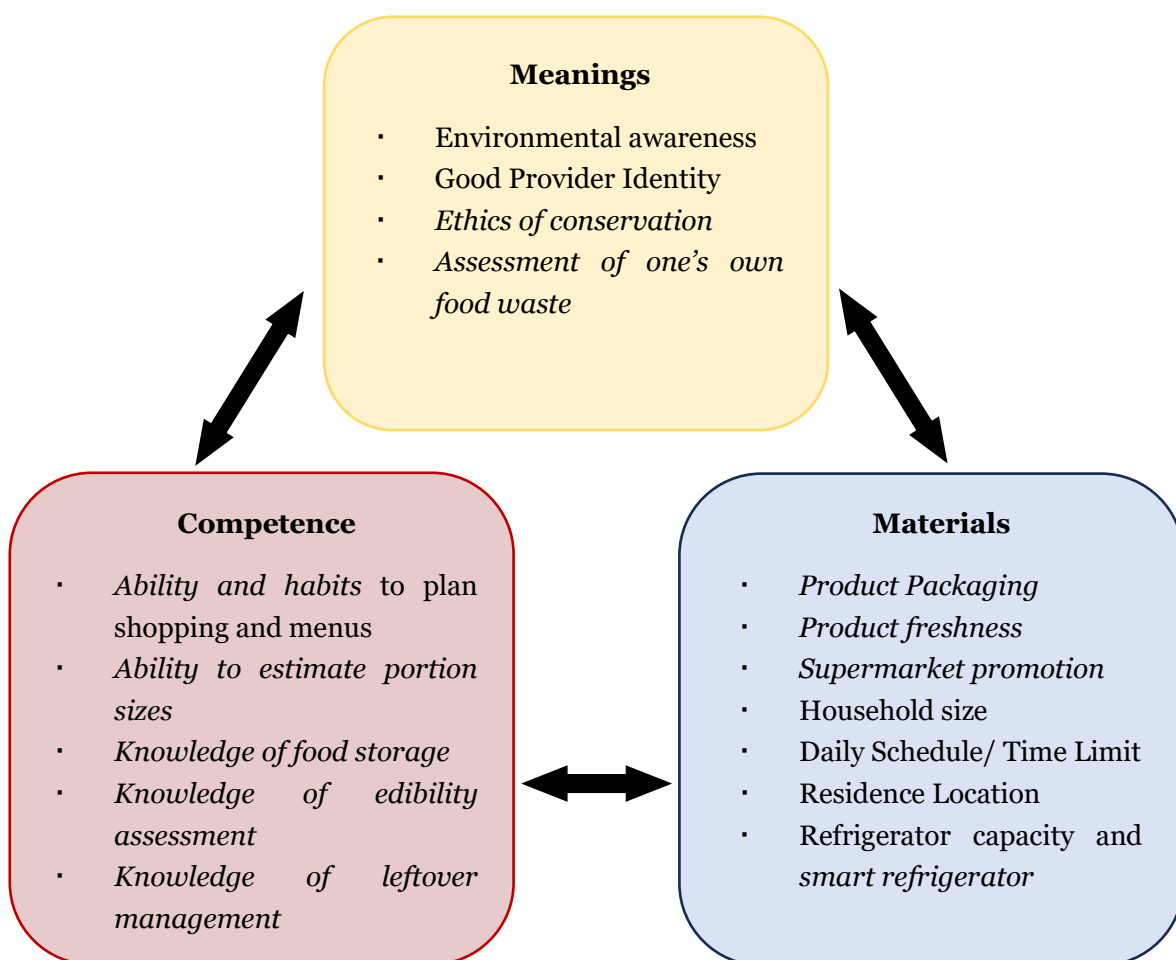 Meanings
· Environmental awareness
· Good Provider Identity
· Ethics of conservation
· Assessment of one’s own
food waste
Competence
· Ability and habits to plan
shopping and menus
· Ability to estimate portion
sizes
· Knowledge of food storage
· Knowledge of edibility
assessment
· Knowledge of leftover
management
Materials
· Product Packaging
· Product freshness
· Supermarket promotion
· Household size
· Daily Schedule/ Time Limit
· Residence Location
· Refrigerator capacity and
smart refrigerator